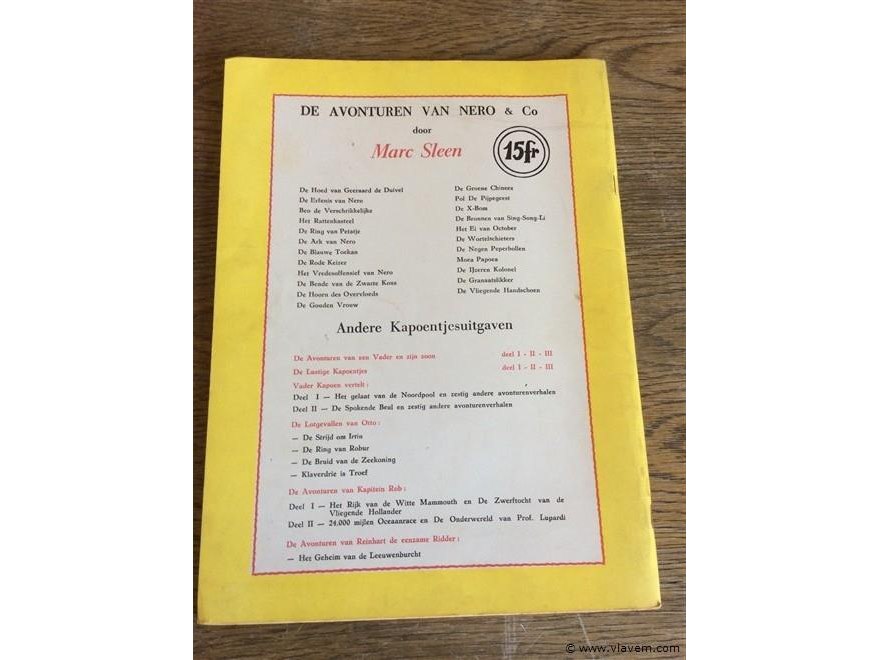 DE AVONTUREN VAN NERO & Co
door
Marc Sleen
15fr
De Hoed van Geeraard de Duivel
De Erfenis van Nero
Beo de Verschrikkelijke
Het Rattenkasteel
De Ring van Petatje
De Ark van Nero
De Blauwe Toekan
De Rode Keizer
Het Vredesoffensief van Nero
De Bende van de Zwarte Kous
De Hoorn des Overvloeds
De Gouden Vrouw
De Groene Chinees
Pol De Pijpegeest
De X-Bom
De Bronnen van Sing-Song-Li
Het Ei van October
De Wortelschieters
De Negen Peperbollen
Moea Papoea
De IJzeren Kolonel
De Granaatslikker
De Vliegende Handschoen
Andere Kapoentjesuitgaven
De Avonturen van een Vader en zijn zoon deel I - II - III
De Lustige Kapoentjes deel I - II - III
Vader Kapoen vertelt :
Deel I — Het gelaat van de Noordpool en zestig andere avonturenverhalen
Deel II — De Spokende Beul en zestig andere avonturenverhalen
De Lotgevallen van Otto :
— De Strijd om Irtin
— De Ring van Robur
— De Bruid van de Zeekoning
— Klaverdrie is Troef
De Avonturen van Kapitein Rob :
Deel I — Het Rijk van de Witte Mammouth en De Zwerftocht van de
Vliegende Hollander
Deel II — 24.000 mijlen Oceaanrace en De Onderwereld van Prof. Lupardi
De Avonturen van Reinhart de eenzame Ridder :
— Het Geheim van de Leeuwenburcht
© www.vlavem.com